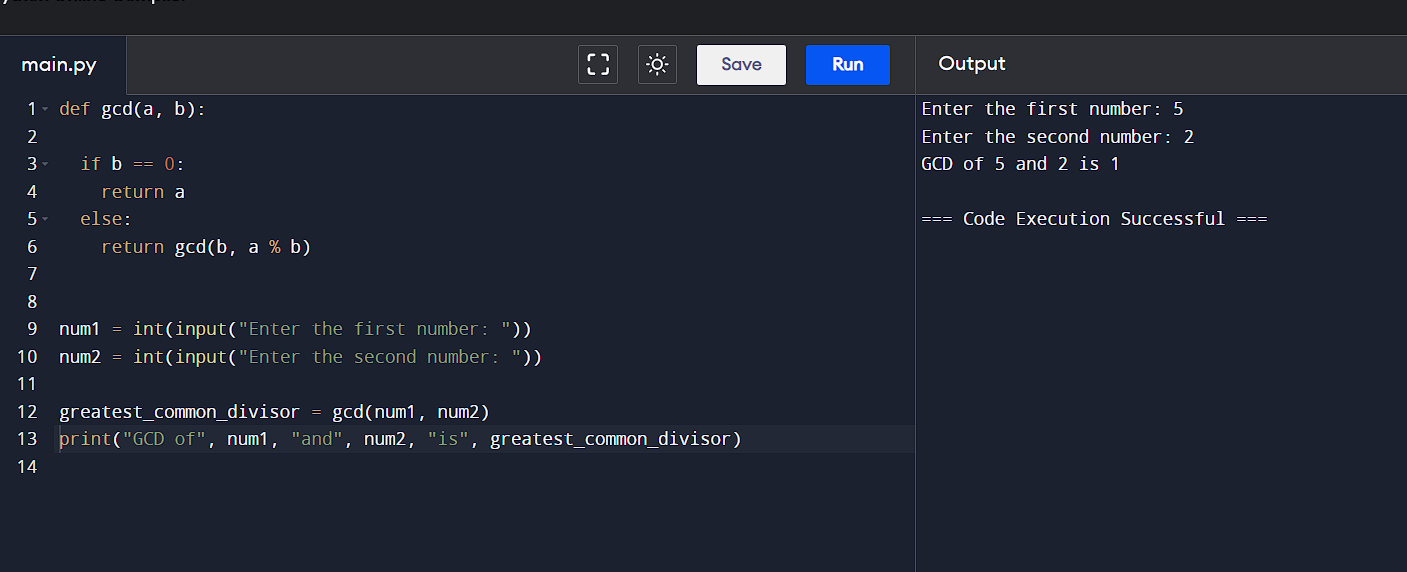 main.py
Save
Run
Output
1 def gcd(a, b):
2
3   if b == 0:
4     return a
5   else:
6     return gcd(b, a % b)
7
8
9 num1 = int(input("Enter the first number: "))
10 num2 = int(input("Enter the second number: "))
11
12 greatest_common_divisor = gcd(num1, num2)
13 print("GCD of", num1, "and", num2, "is", greatest_common_divisor)
14
Enter the first number: 5
Enter the second number: 2
GCD of 5 and 2 is 1
=== Code Execution Successful ===